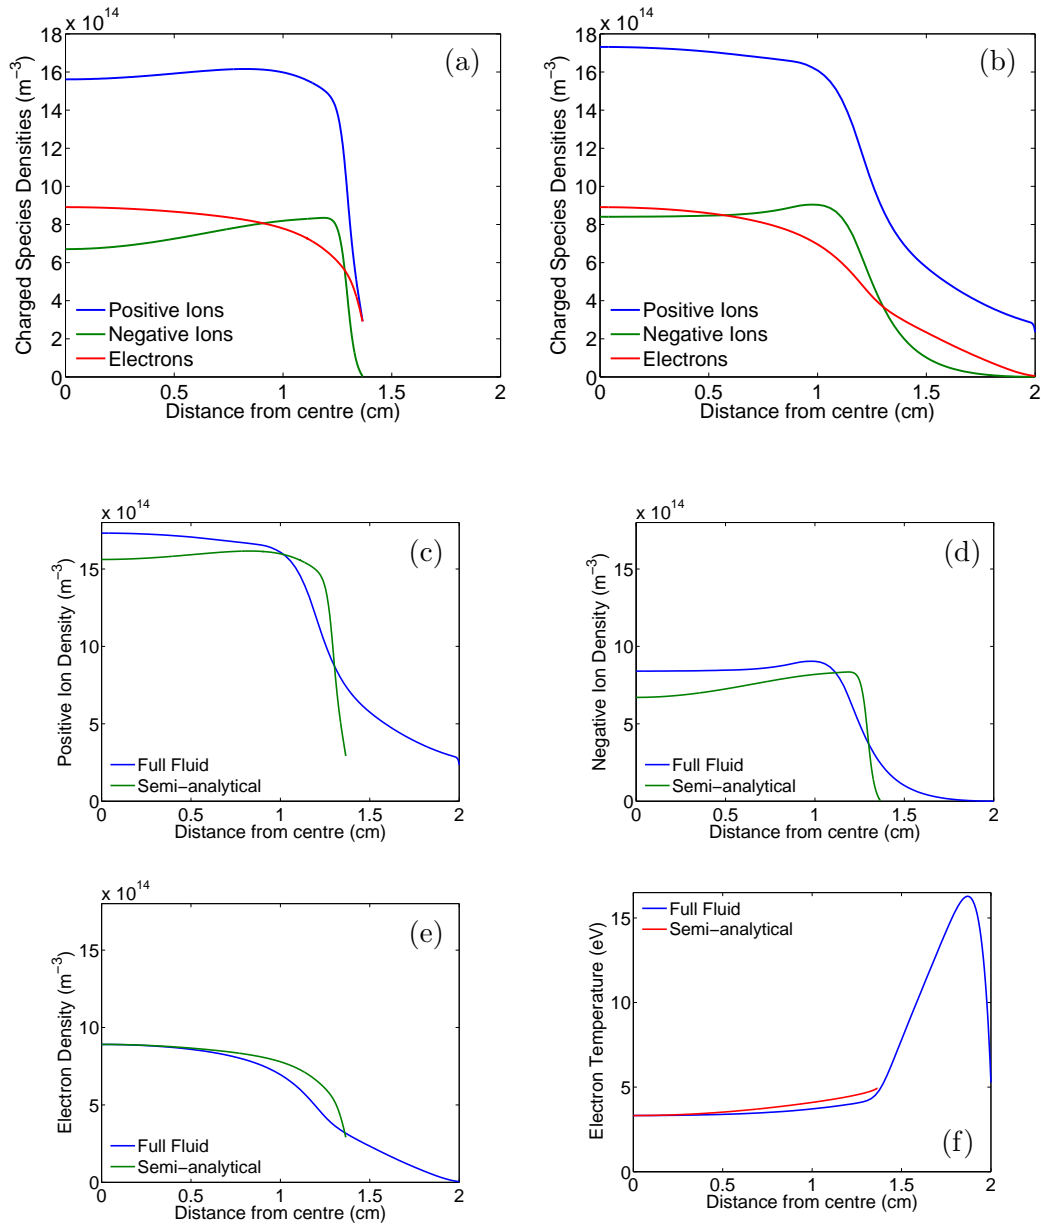 x 10^14
Charged Species Densities (m^−3)
18
16
14
12
10
8
6
4
2
0
(a)
Positive Ions
Negative Ions
Electrons
0 0.5 1 1.5 2
Distance from centre (cm)
x 10^14
Charged Species Densities (m^−3)
18
16
14
12
10
8
6
4
2
0
(b)
Positive Ions
Negative Ions
Electrons
0 0.5 1 1.5 2
Distance from centre (cm)
x 10^14
Positive Ion Density (m^−3)
15
10
5
0
(c)
Full Fluid
Semi−analytical
0 0.5 1 1.5 2
Distance from centre (cm)
x 10^14
Negative Ion Density (m^−3)
15
10
5
0
(d)
Full Fluid
Semi−analytical
0 0.5 1 1.5 2
Distance from centre (cm)
x 10^14
Electron Density (m^−3)
15
10
5
0
(e)
Full Fluid
Semi−analytical
0 0.5 1 1.5 2
Distance from centre (cm)
Electron Temperature (eV)
15
10
5
0
Full Fluid
Semi−analytical
(f)
0 0.5 1 1.5 2
Distance from centre (cm)